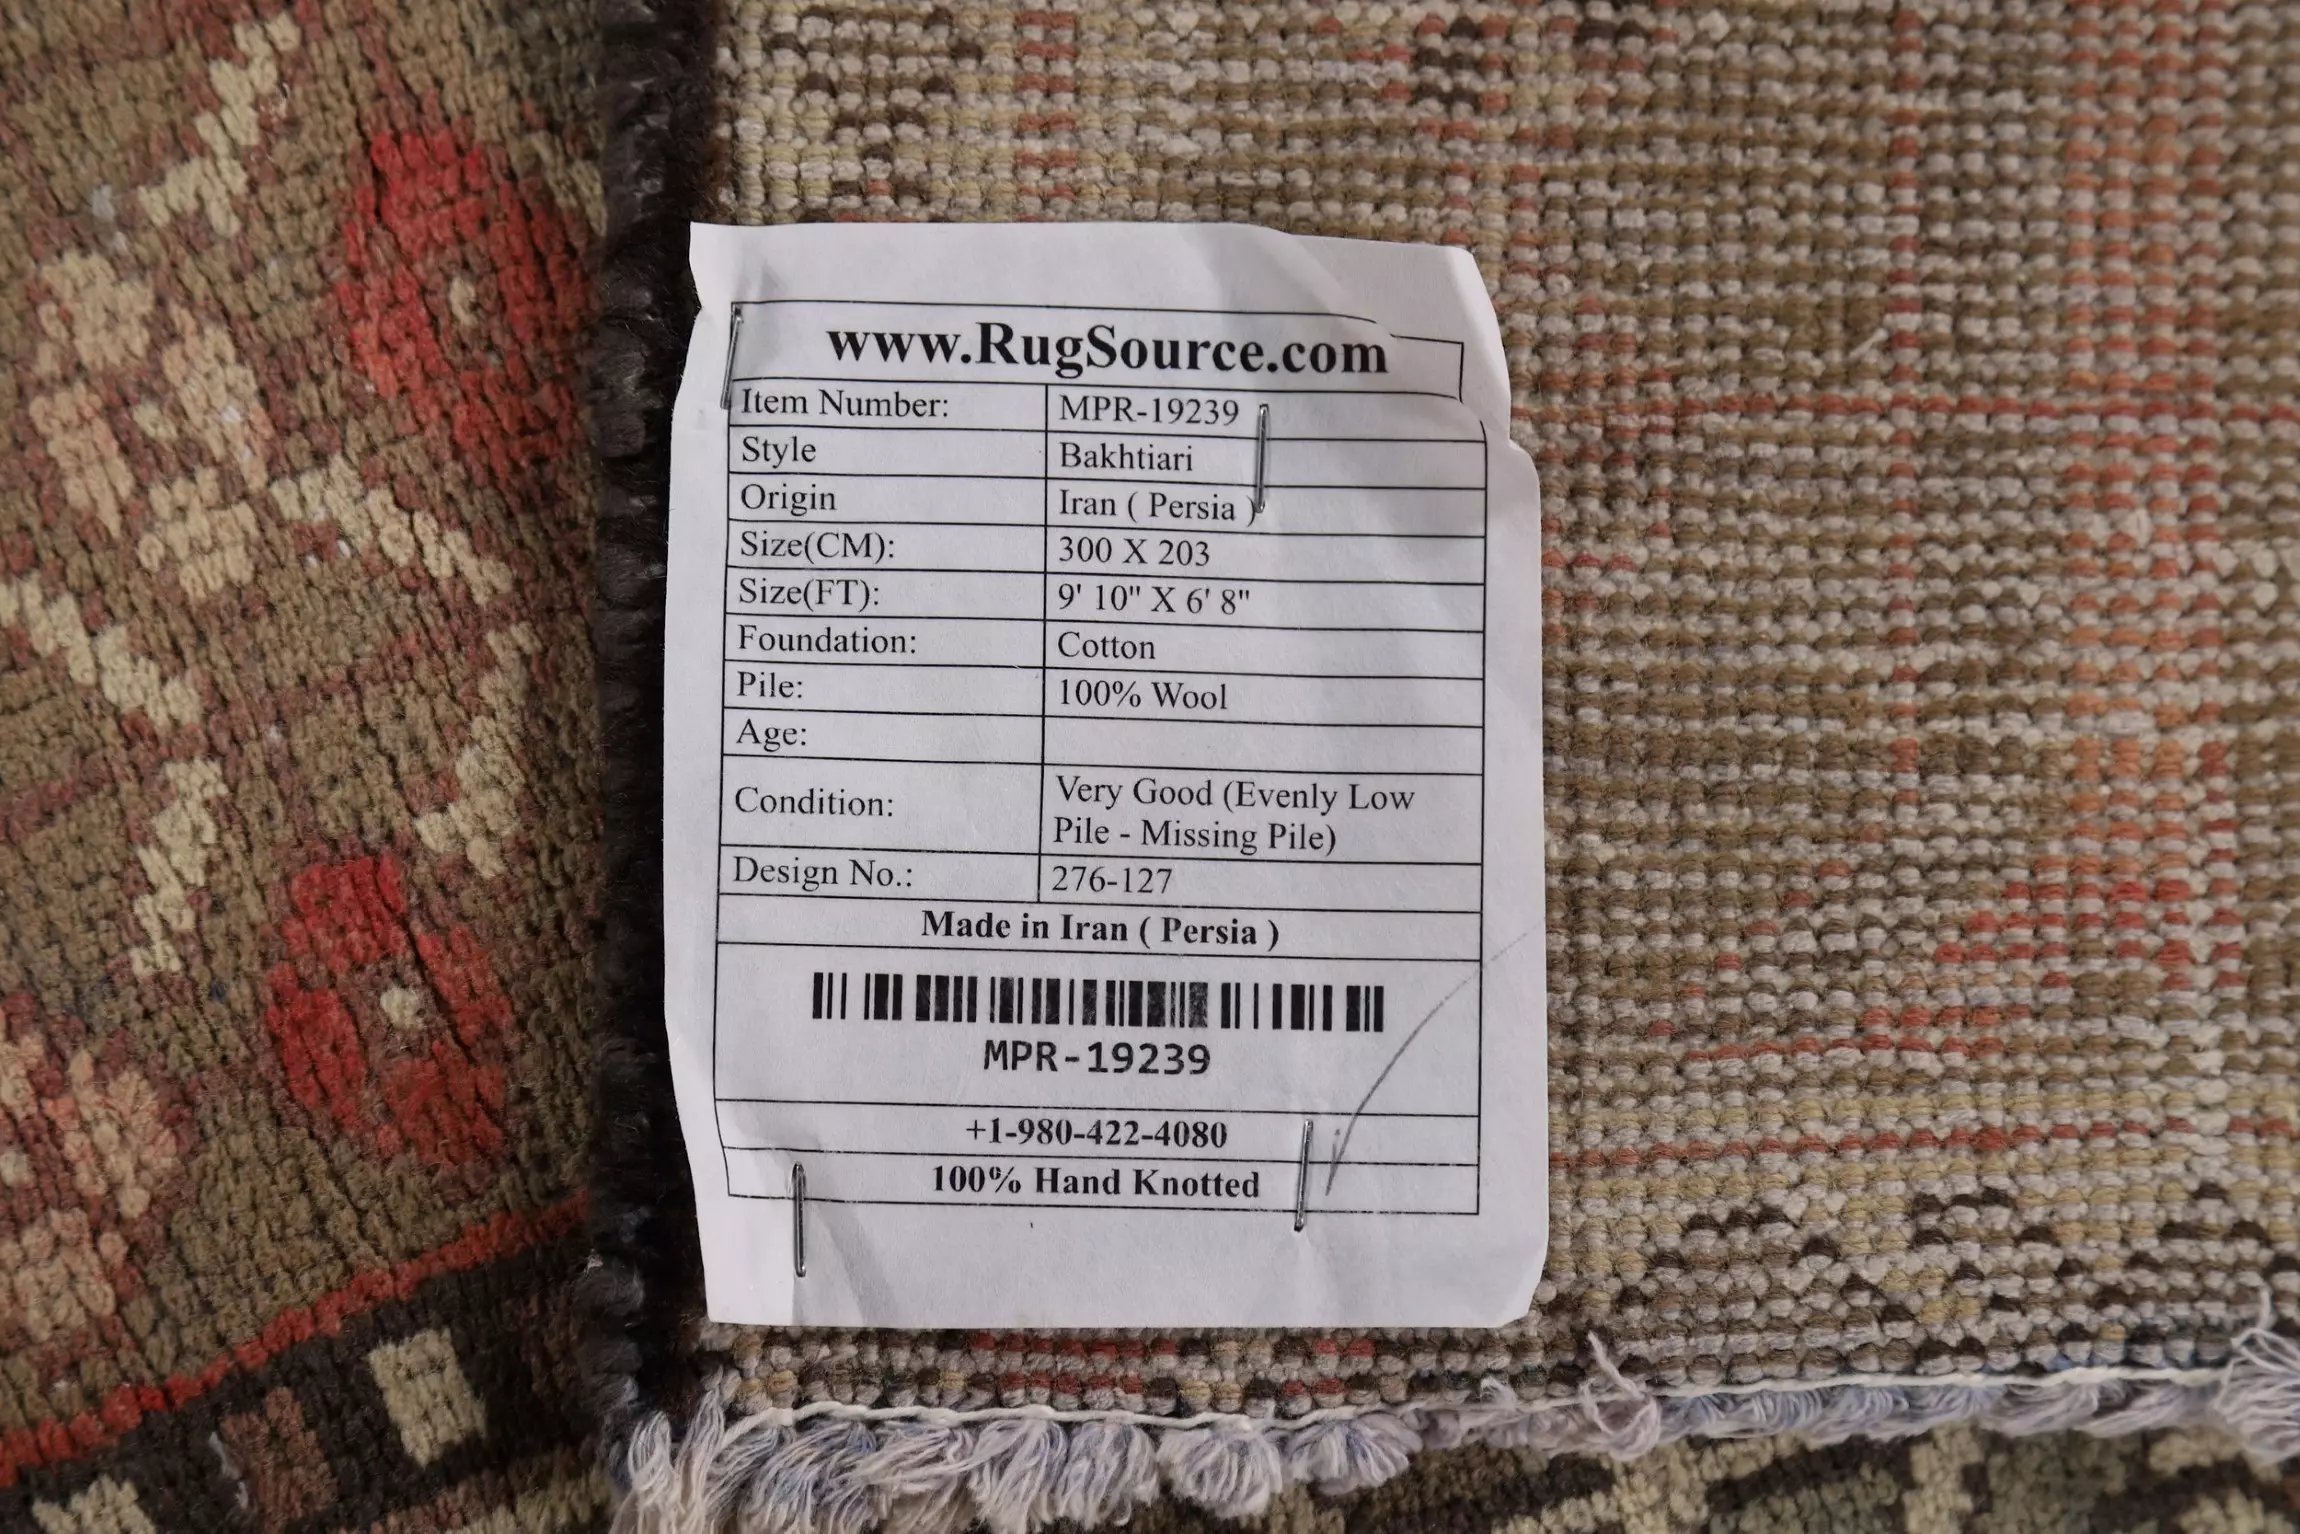 www.RugSource.com
Item Number: MPR-19239
Style Bakhtiari
Origin Iran ( Persia )
Size(CM): 300 X 203
Size(FT): 9' 10" X 6' 8"
Foundation: Cotton
Pile: 100% Wool
Age:
Condition: Very Good (Evenly Low
Pile - Missing Pile)
Design No.: 276-127
Made in Iran ( Persia )
MPR-19239
+1-980-422-4080
100% Hand Knotted